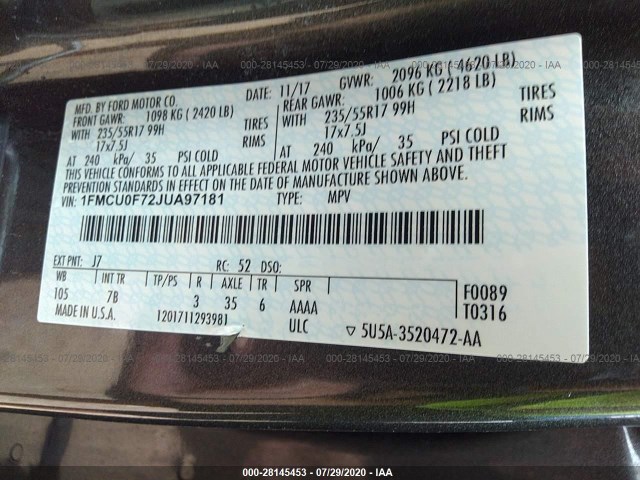 MFD. BY FORD MOTOR CO.
DATE: 11/17 GVWR: 2096 KG ( 4620 LB)
FRONT GAWR: 1098 KG ( 2420 LB) REAR GAWR: 1006 KG ( 2218 LB)
WITH 235/55R17 99H TIRES WITH 235/55R17 99H TIRES
17x7.5J RIMS 17x7.5J RIMS
AT 240 kPa/ 35 PSI COLD AT 240 kPa/ 35 PSI COLD
THIS VEHICLE CONFORMS TO ALL APPLICABLE FEDERAL MOTOR VEHICLE SAFETY AND THEFT
PREVENTION STANDARDS IN EFFECT ON THE DATE OF MANUFACTURE SHOWN ABOVE.
VIN: 1FMCU0F72JUA97181 TYPE: MPV
EXT PNT: J7 RC: 52 DSO:
WB INT TR TP/PS R AXLE TR SPR
105 7B 3 35 6 AAAA F0089
ULC T0316
MADE IN U.S.A. 1201711293981 5U5A-3520472-AA
000-28145453 - 07/29/2020 - IAA